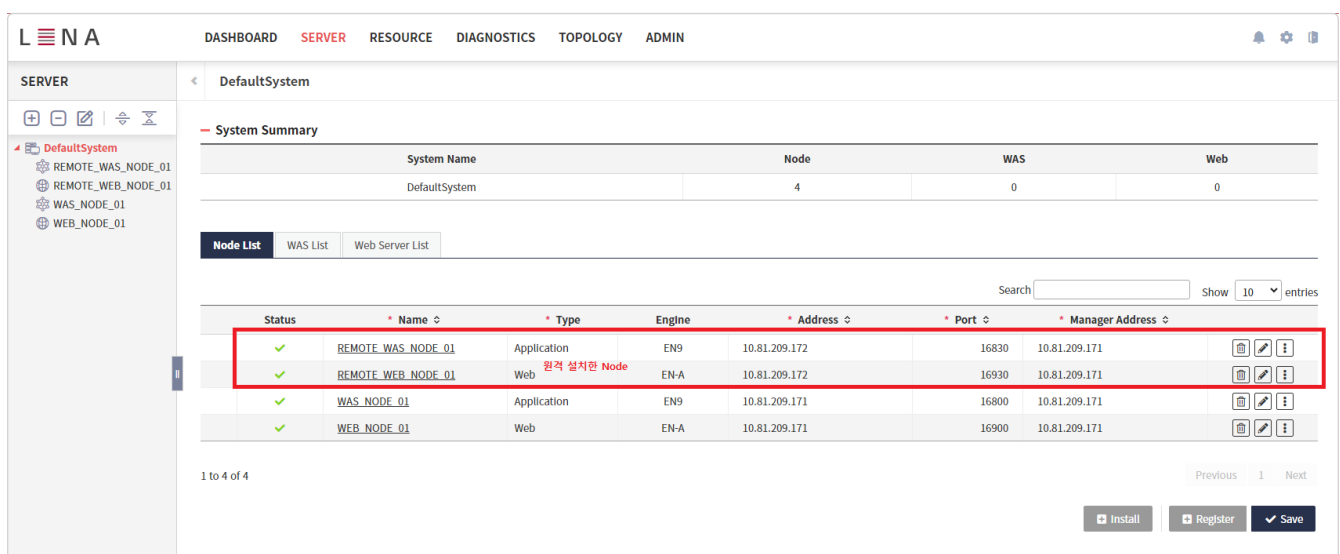 LENA
DASHBOARD SERVER RESOURCE DIAGNOSTICS TOPOLOGY ADMIN
SERVER
DefaultSystem
DefaultSystem
REMOTE_WAS_NODE_01
REMOTE_WEB_NODE_01
WAS_NODE_01
WEB_NODE_01
System Summary
System Name Node WAS Web
DefaultSystem 4 0 0
Node List WAS List Web Server List
Search Show 10 entries
Status * Name * Type Engine * Address * Port * Manager Address
REMOTE_WAS_NODE_01 Application EN9 10.81.209.172 16830 10.81.209.171
원격 설치한 Node
REMOTE_WEB_NODE_01 Web EN-A 10.81.209.172 16930 10.81.209.171
WAS_NODE_01 Application EN9 10.81.209.171 16800 10.81.209.171
WEB_NODE_01 Web EN-A 10.81.209.171 16900 10.81.209.171
1 to 4 of 4
Previous 1 Next
Install Register Save